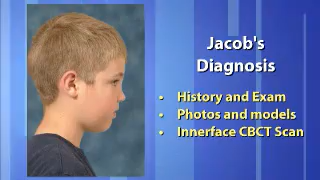 Jacob's
Diagnosis
• History and Exam
• Photos and models
• Innerface CBCT Scan